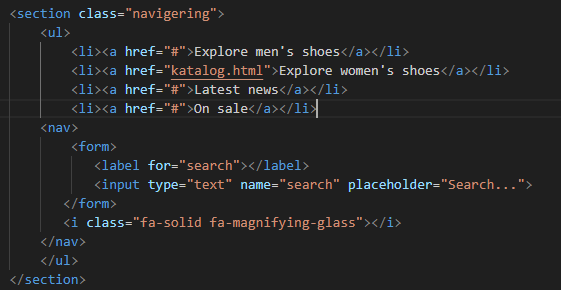 <section class="navigering">
<ul>
<li><a href="#">Explore men's shoes</a></li>
<li><a href="katalog.html">Explore women's shoes</a></li>
<li><a href="#">Latest news</a></li>
<li><a href="#">On sale</a></li>
<nav>
<form>
<label for="search"></label>
<input type="text" name="search" placeholder="Search...">
</form>
<i class="fa-solid fa-magnifying-glass"></i>
</nav>
</ul>
</section>